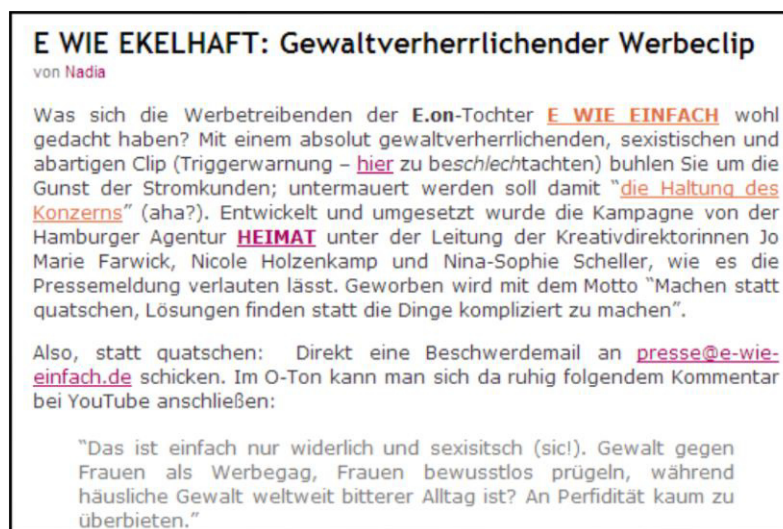 E WIE EKELHAFT: Gewaltverherrlichender Werbeclip
von Nadia
Was sich die Werbetreibenden der E.on-Tochter E WIE EINFACH wohl
gedacht haben? Mit einem absolut gewaltverherrlichenden, sexistischen und
abartigen Clip (Triggerwarnung – hier zu beschlechtachten) buhlen Sie um die
Gunst der Stromkunden; untermauert werden soll damit “die Haltung des
Konzerns” (aha?). Entwickelt und umgesetzt wurde die Kampagne von der
Hamburger Agentur HEIMAT unter der Leitung der Kreativdirektorinnen Jo
Marie Farwick, Nicole Holzenkamp und Nina-Sophie Scheller, wie es die
Pressemeldung verlauten lässt. Geworben wird mit dem Motto “Machen statt
quatschen, Lösungen finden statt die Dinge kompliziert zu machen”.
Also, statt quatschen: Direkt eine Beschwerdemail an presse@e-wie-
einfach.de schicken. Im O-Ton kann man sich da ruhig folgendem Kommentar
bei YouTube anschließen:
“Das ist einfach nur widerlich und sexisitsch (sic!). Gewalt gegen
Frauen als Werbegag, Frauen bewusstlos prügeln, während
häusliche Gewalt weltweit bitterer Alltag ist? An Perfidität kaum zu
überbieten.”